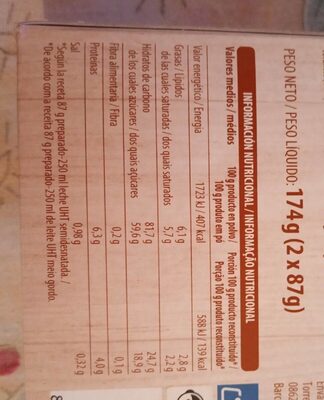 PESO NETO / PESO LÍQUIDO: 174g (2 x 87g)
INFORMACIÓN NUTRICIONAL / INFORMAÇÃO NUTRICIONAL
Valores medios / médios 100 g producto en polvo / Porción 100 g producto reconstituido* /
100 g produto em pó Porção 100 g produto reconstituído*
Valor energético / Energia 1723 kJ / 407 kcal 588 kJ / 139 kcal
Grasas / Lípidos 6,1 g 2,8 g
de las cuales saturadas / dos quais saturados 5,7 g 2,2 g
Hidratos de carbono 81,7 g 24,7 g
de los cuales azúcares / dos quais açúcares 59,6 g 18,9 g
Fibra alimentaria / Fibra 0,2 g 0,1 g
Proteínas 6,3 g 4,0 g
Sal 0,98 g 0,32 g
*Según la receta 87 g preparado- 250 ml leche UHT semidesnatada. /
*De acordo com a receita 87 g preparado- 250 ml de leite UHT meio gordo.